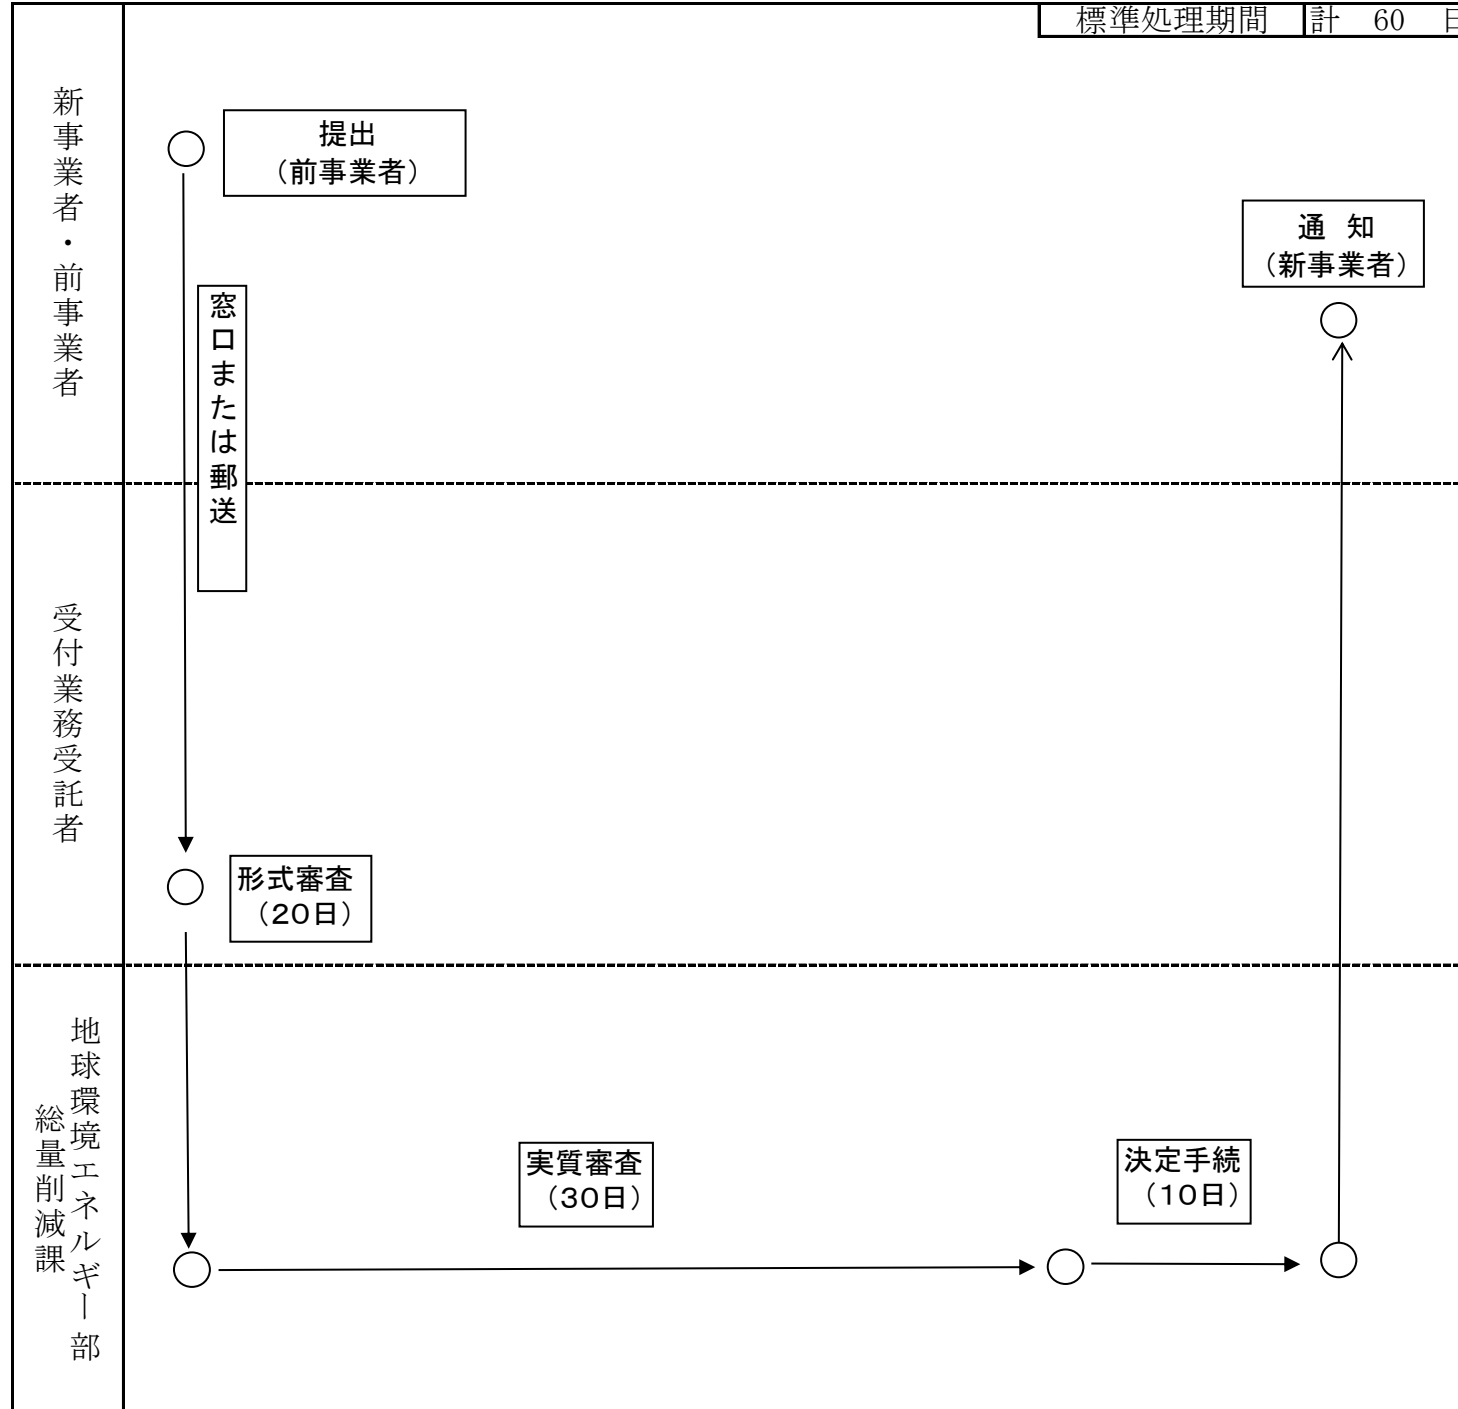 標準処理期間 計 60 日
新事業者・前事業者
提出
（前事業者）
通 知
（新事業者）
窓口または郵送
受付業務受託者
形式審査
（20日）
地球環境エネルギー部
総量削減課
実質審査
（30日）
決定手続
（10日）